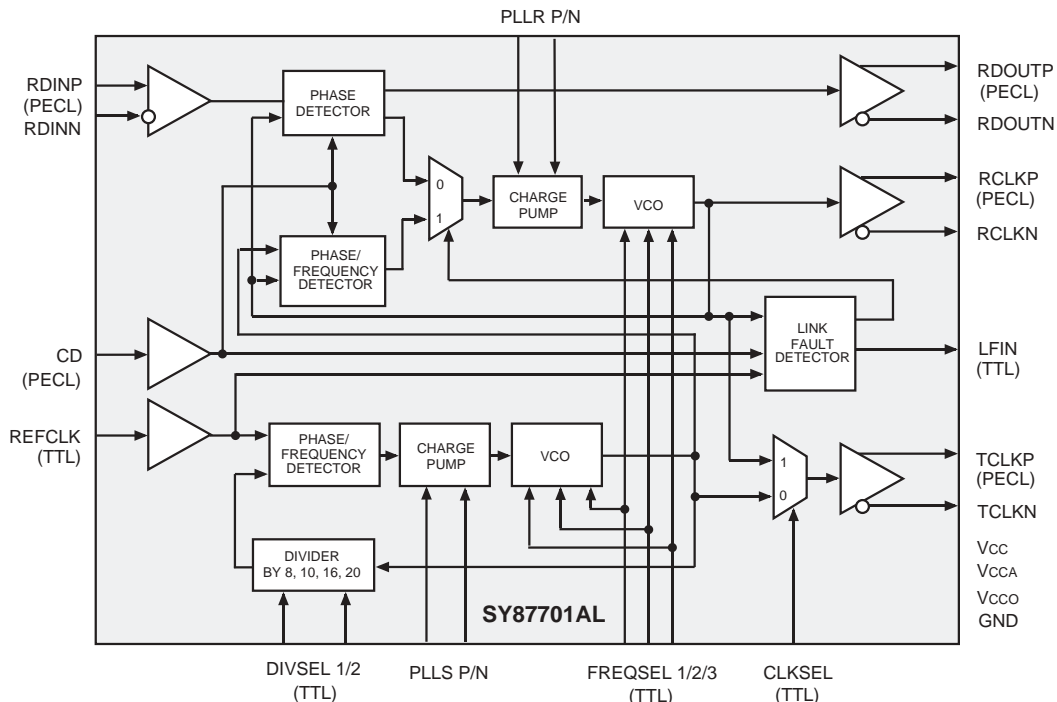 PLLR P/N
RDINP
(PECL)
RDINN
PHASE
DETECTOR
RDOUTP
(PECL)
RDOUTN
0
1
CHARGE
PUMP
VCO
RCLKP
(PECL)
RCLKN
PHASE/
FREQUENCY
DETECTOR
CD
(PECL)
LINK
FAULT
DETECTOR
LFIN
(TTL)
REFCLK
(TTL)
PHASE/
FREQUENCY
DETECTOR
CHARGE
PUMP
VCO
1
0
TCLKP
(PECL)
TCLKN
DIVIDER
BY 8, 10, 16, 20
SY87701AL
VCC
VCCA
VCCO
GND
DIVSEL 1/2
(TTL)
PLLS P/N
FREQSEL 1/2/3
(TTL)
CLKSEL
(TTL)